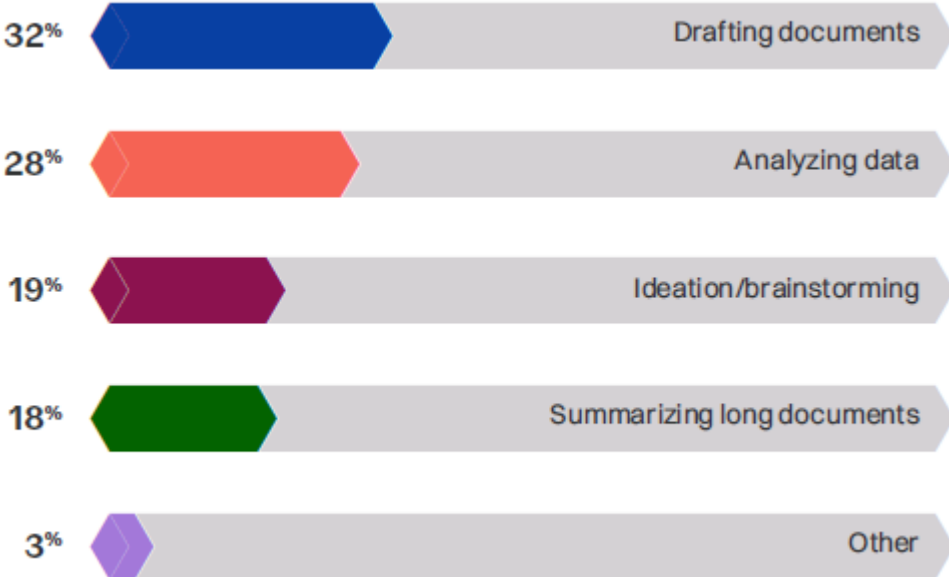 32% Drafting documents
28% Analyzing data
19% Ideation/brainstorming
18% Summarizing long documents
3% Other